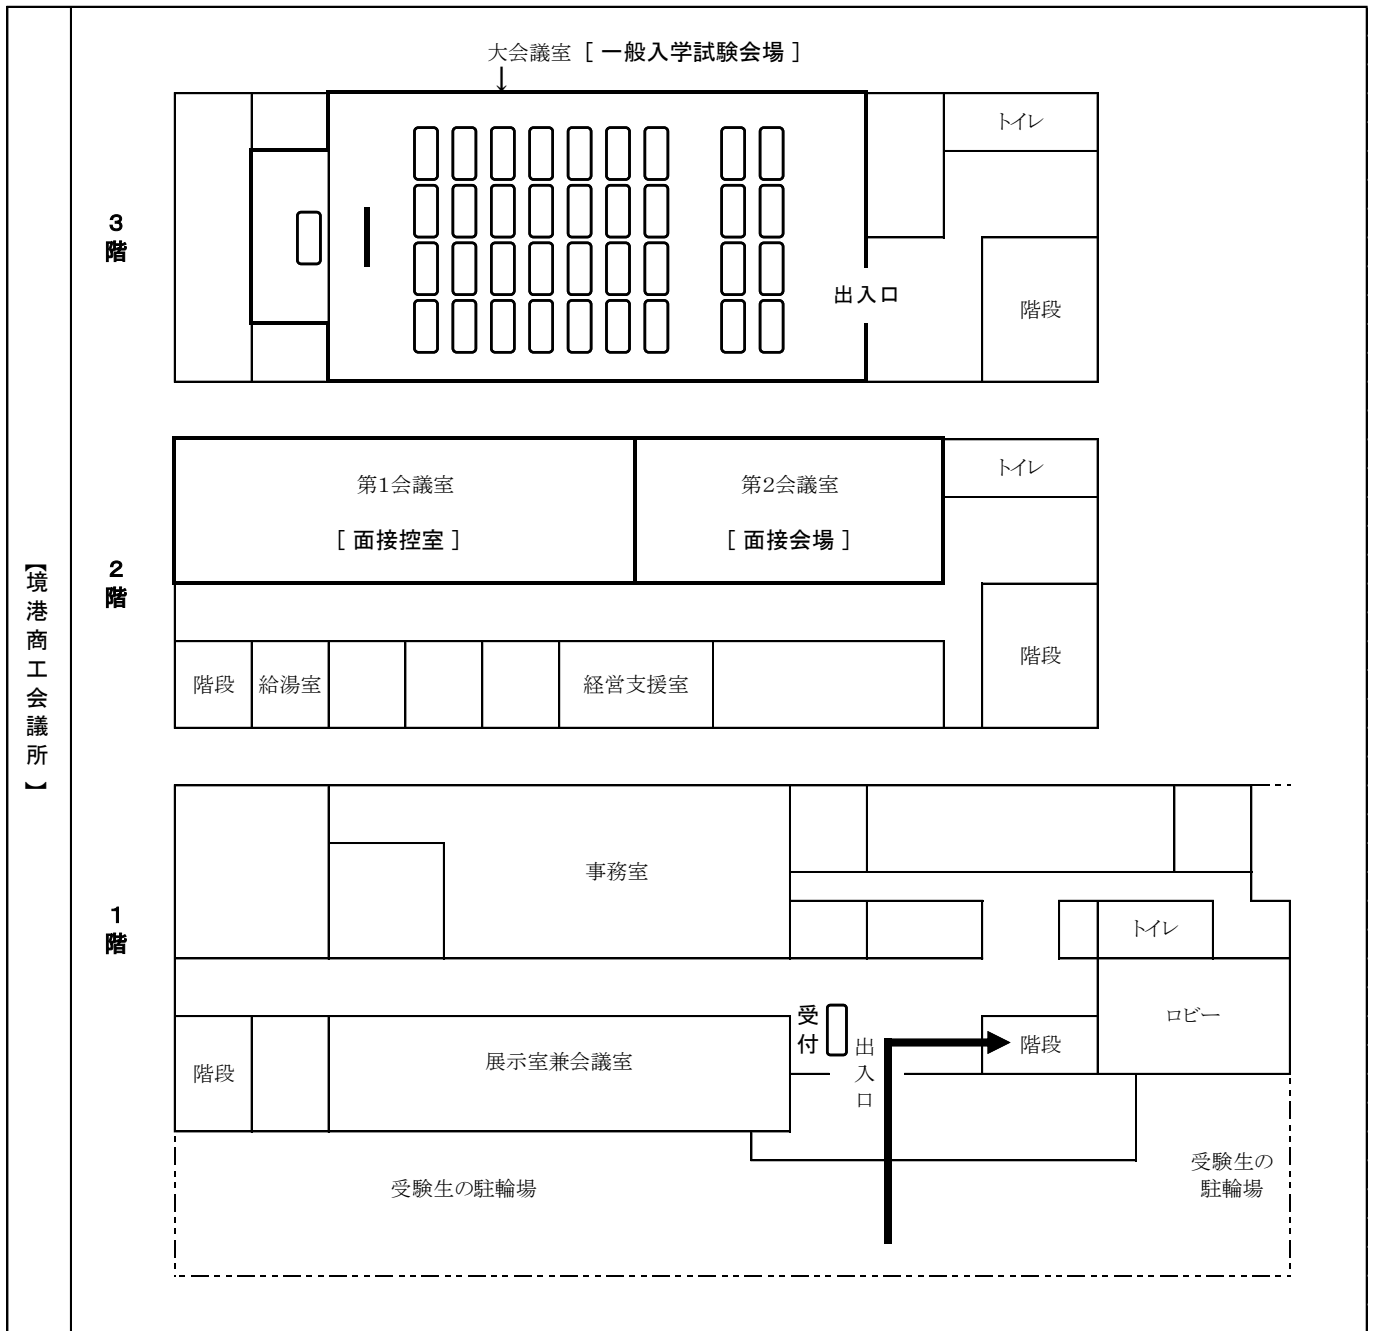 【境港商工会議所】
大会議室 [ 一般入学試験会場 ]
3階
トイレ
出入口
階段
2階
第1会議室
[ 面接控室 ]
第2会議室
[ 面接会場 ]
トイレ
階段
階段
給湯室
経営支援室
1階
事務室
トイレ
ロビー
受付
出入口
階段
階段
展示室兼会議室
受験生の駐輪場
受験生の
駐輪場